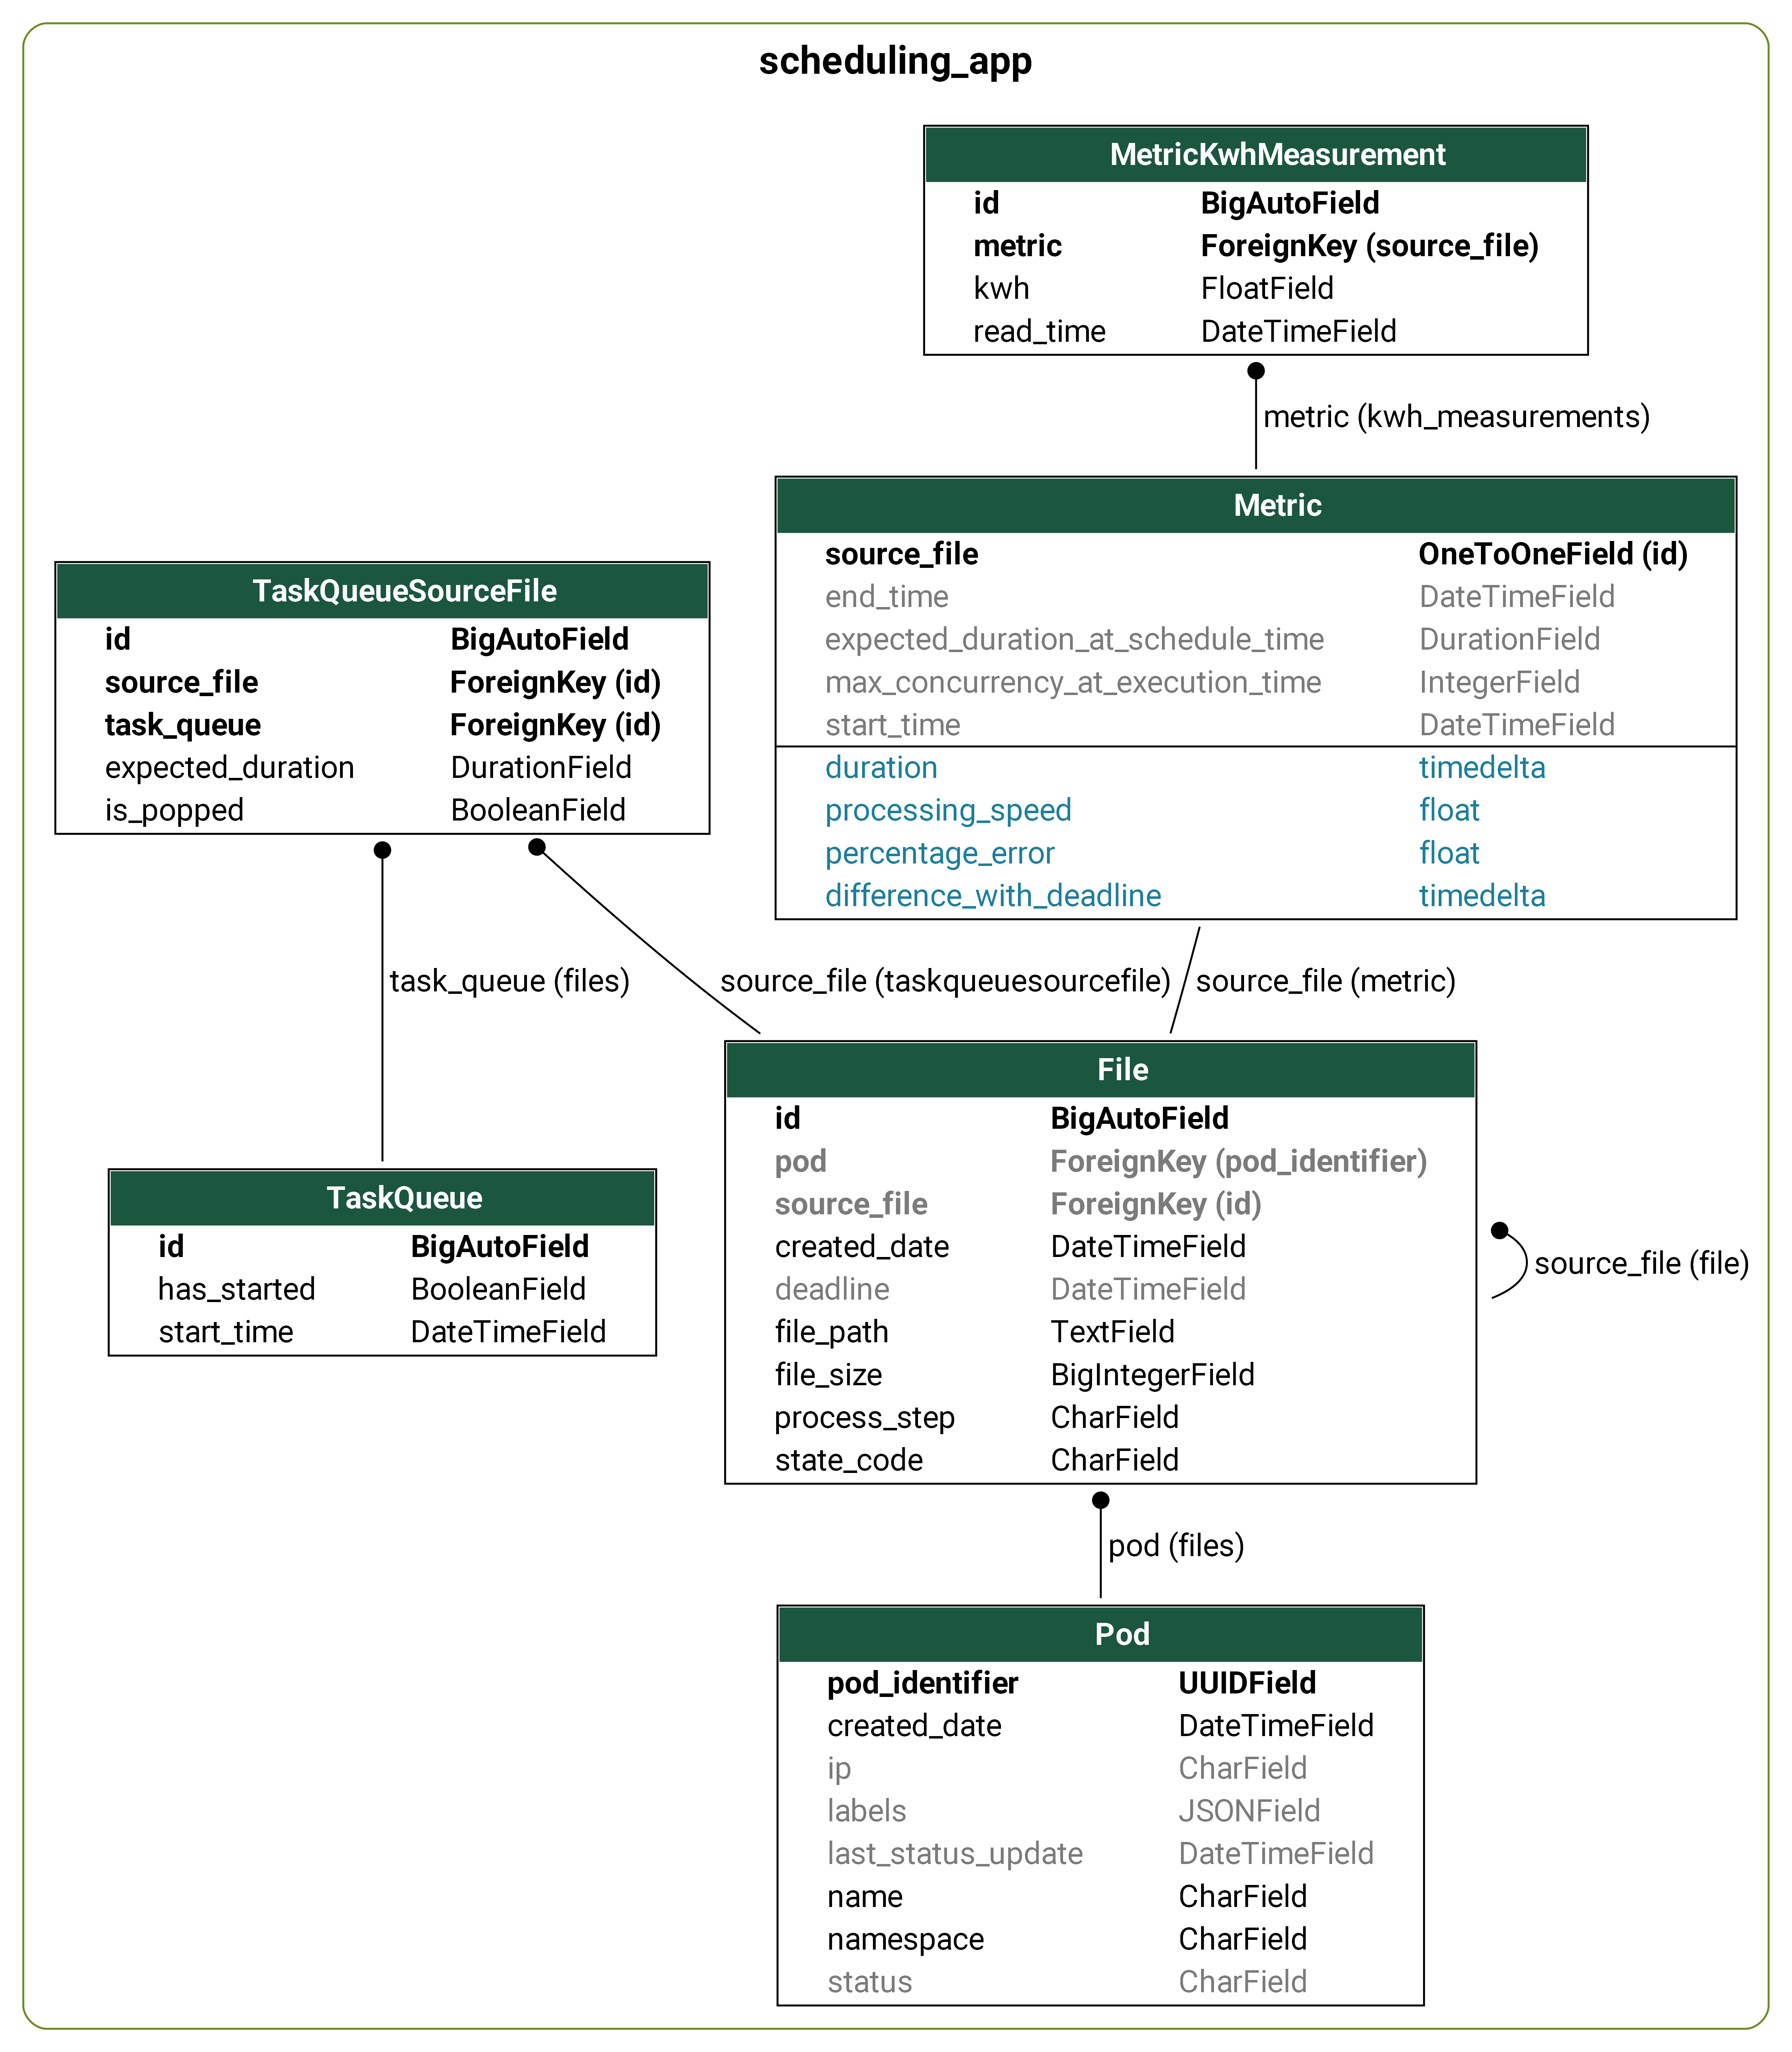 scheduling_app
MetricKwhMeasurement
id BigAutoField
metric ForeignKey (source_file)
kwh FloatField
read_time DateTimeField
metric (kwh_measurements)
Metric
source_file OneToOneField (id)
end_time DateTimeField
expected_duration_at_schedule_time DurationField
max_concurrency_at_execution_time IntegerField
start_time DateTimeField
duration timedelta
processing_speed float
percentage_error float
difference_with_deadline timedelta
TaskQueueSourceFile
id BigAutoField
source_file ForeignKey (id)
task_queue ForeignKey (id)
expected_duration DurationField
is_popped BooleanField
task_queue (files)
source_file (taskqueuesourcefile)
source_file (metric)
File
id BigAutoField
pod ForeignKey (pod_identifier)
source_file ForeignKey (id)
created_date DateTimeField
deadline DateTimeField
file_path TextField
file_size BigIntegerField
process_step CharField
state_code CharField
source_file (file)
TaskQueue
id BigAutoField
has_started BooleanField
start_time DateTimeField
pod (files)
Pod
pod_identifier UUIDField
created_date DateTimeField
ip CharField
labels JSONField
last_status_update DateTimeField
name CharField
namespace CharField
status CharField